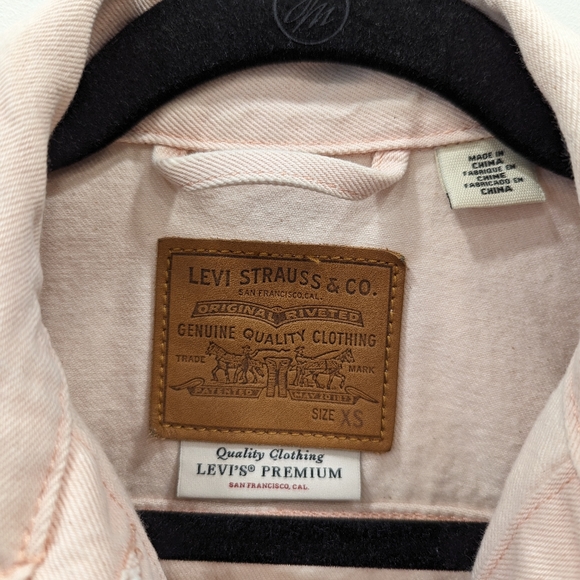 MADE IN
CHINA
FABRIQUE EN
CHINE
FABRICADO EN
CHINA
LEVI STRAUSS & CO.
SAN FRANCISCO, CAL.
ORIGINAL RIVETED
GENUINE QUALITY CLOTHING
TRADE MARK
PATENTED MAY 20 1873
SIZE XS
Quality Clothing
LEVI'S® PREMIUM
SAN FRANCISCO, CAL.